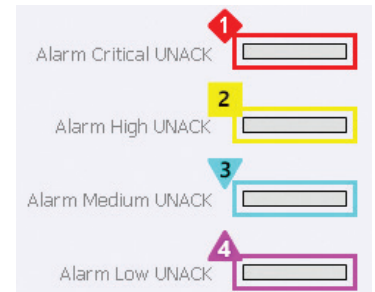 1
Alarm Critical UNACK
2
Alarm High UNACK
3
Alarm Medium UNACK
4
Alarm Low UNACK